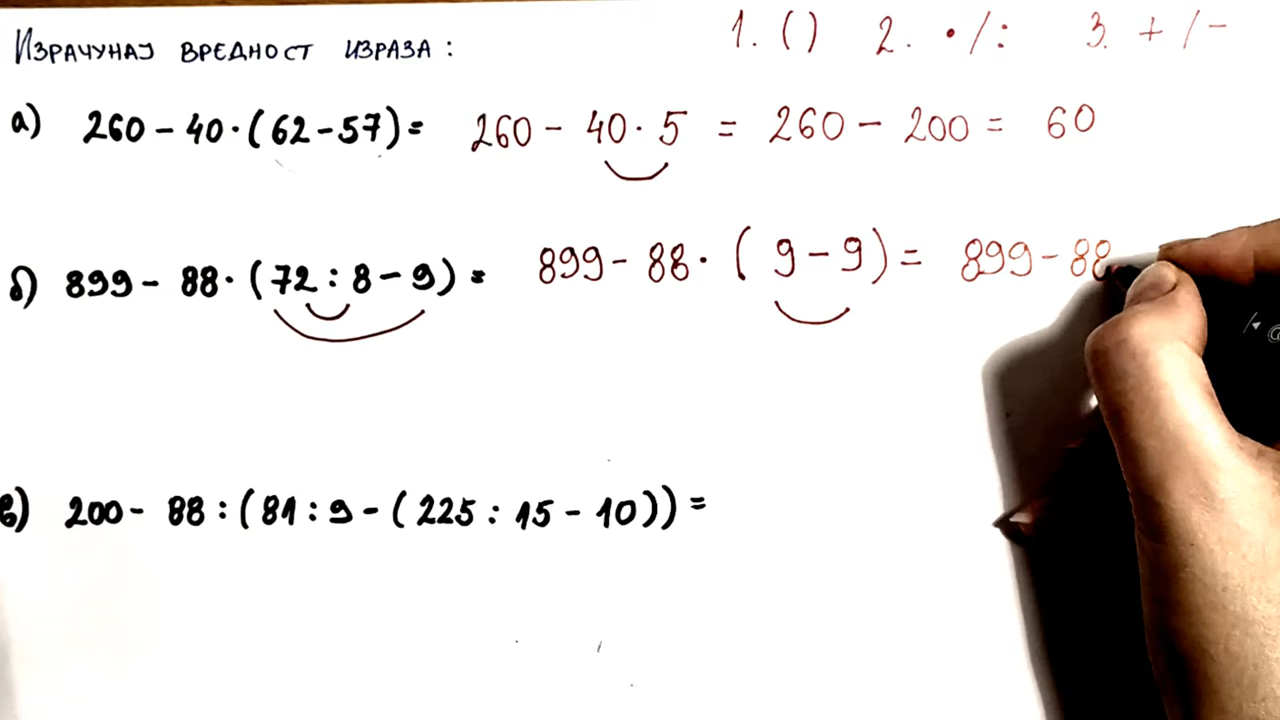 Израчунај вредност израза : 1. ( ) 2. • / : 3. + / −
а) 260 − 40 · ( 62 − 57 ) = 260 − 40 · 5 = 260 − 200 = 60
б) 899 − 88 · ( 72 : 8 − 9 ) = 899 − 88 · ( 9 − 9 ) = 899 − 88
в) 200 − 88 : ( 81 : 9 − ( 225 : 15 − 10 ) ) =